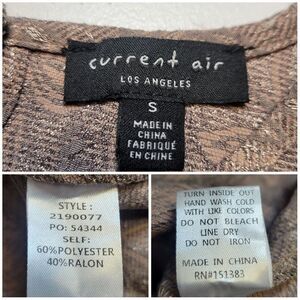 current air
LOS ANGELES
S
MADE IN
CHINA
FABRIQUÉ
EN CHINE
STYLE :
2190077
PO: 54344
SELF:
60%POLYESTER
40%RALON
TURN INSIDE OUT
HAND WASH COLD
WITH LIKE COLORS
DO NOT BLEACH
LINE DRY
DO NOT IRON
MADE IN CHINA
RN#151383